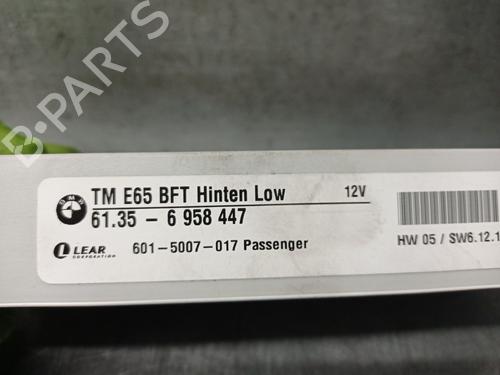 B-PARTS
TM E65 BFT Hinten Low 12V
61.35 - 6 958 447
LEAR
CORPORATION
601-5007-017 Passenger
HW 05 / SW6.12.1